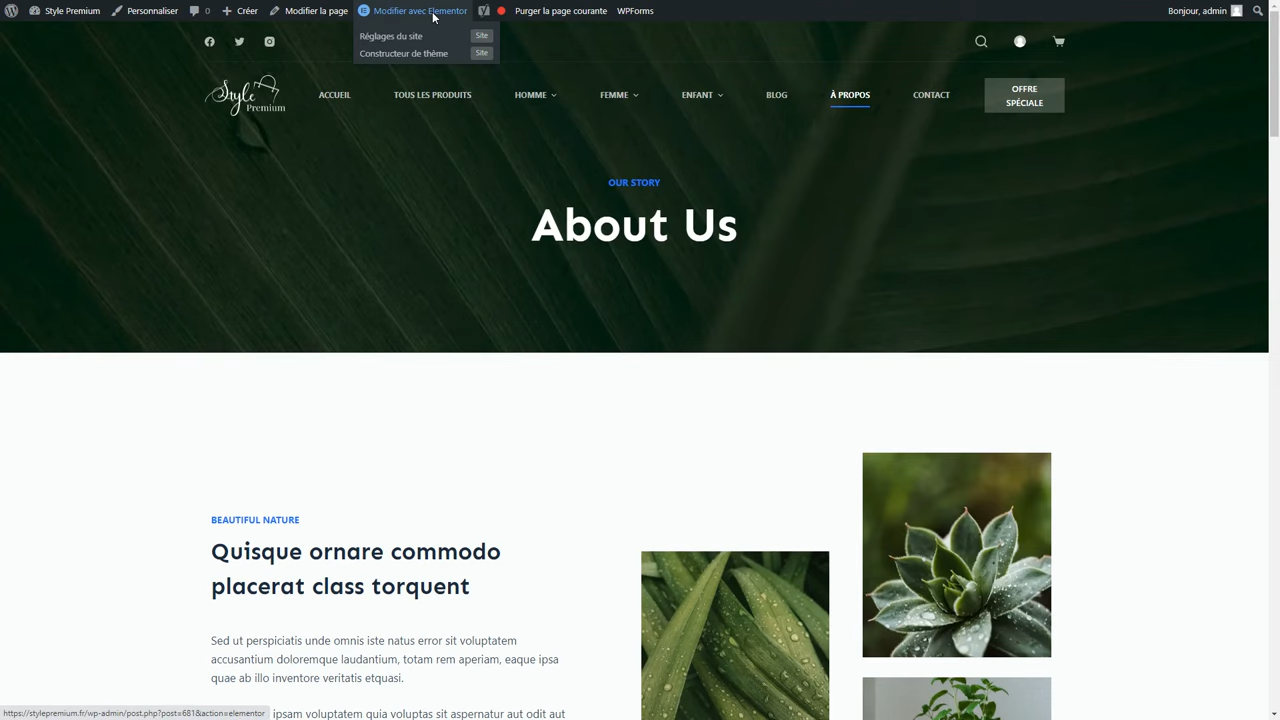 Style Premium
Personnaliser
0
Créer
Modifier la page
Modifier avec Elementor
Purger la page courante
WPForms
Bonjour, admin
Réglages du site
Site
Constructeur de thème
Site
Style
Premium
ACCUEIL
TOUS LES PRODUITS
HOMME
FEMME
ENFANT
BLOG
À PROPOS
CONTACT
OFFRE
SPÉCIALE
OUR STORY
About Us
BEAUTIFUL NATURE
Quisque ornare commodo
placerat class torquent
Sed ut perspiciatis unde omnis iste natus error sit voluptatem
accusantium doloremque laudantium, totam rem aperiam, eaque ipsa
quae ab illo inventore veritatis etquasi.
ipsam voluptatem quia voluptas sit aspernatur aut odit aut
https://stylepremium.fr/wp-admin/post.php?post=681&action=elementor